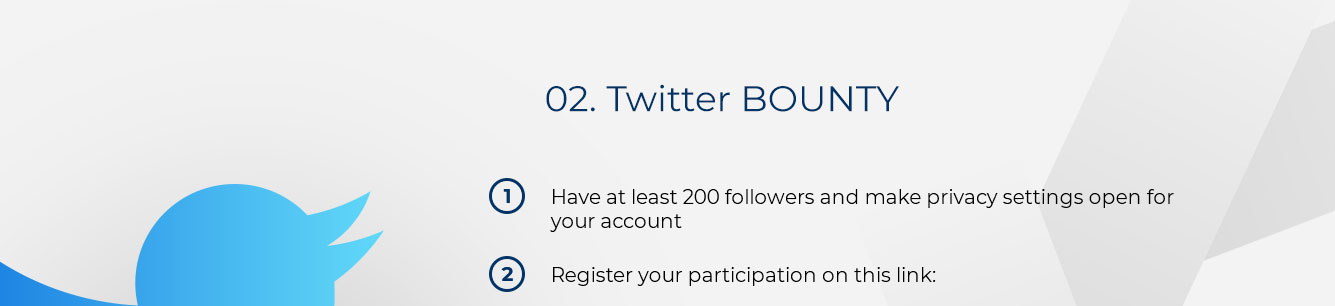 02. Twitter BOUNTY
1 Have at least 200 followers and make privacy settings open for
your account
2 Register your participation on this link: